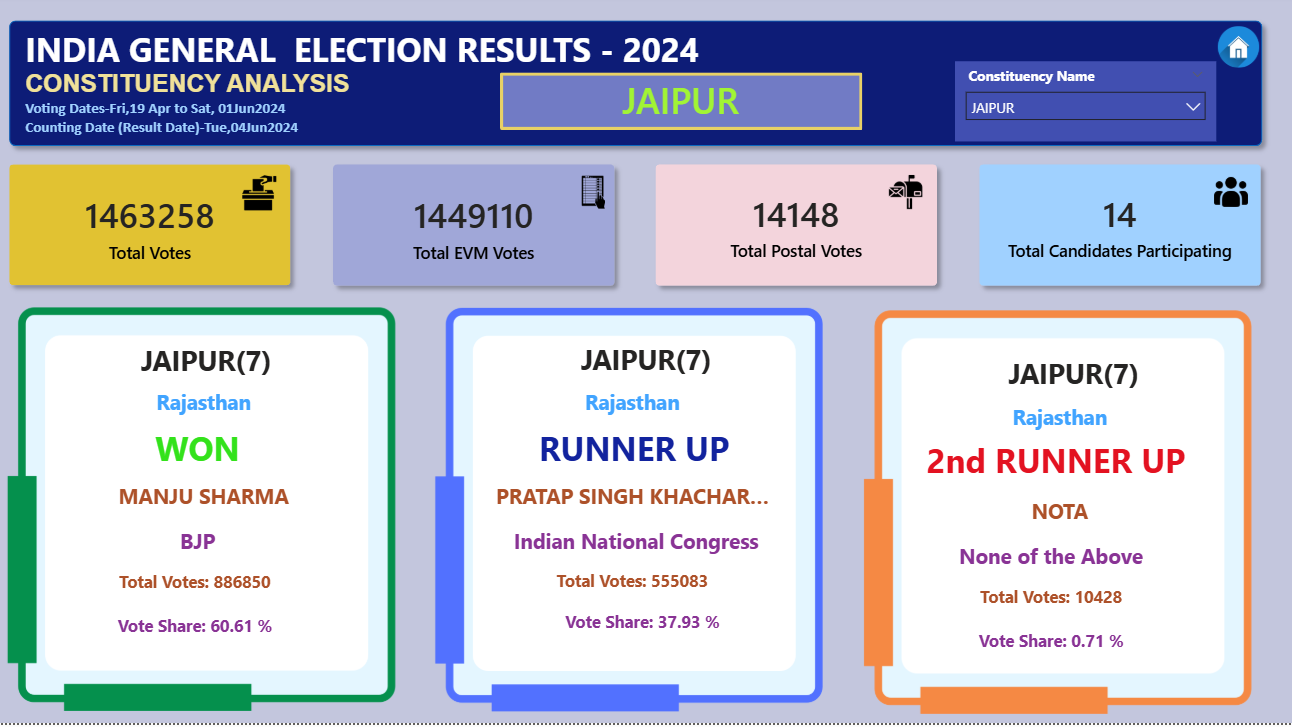 INDIA GENERAL ELECTION RESULTS - 2024
CONSTITUENCY ANALYSIS
Voting Dates-Fri,19 Apr to Sat, 01Jun2024
Counting Date (Result Date)-Tue,04Jun2024
JAIPUR
Constituency Name
JAIPUR
1463258
Total Votes
1449110
Total EVM Votes
14148
Total Postal Votes
14
Total Candidates Participating
JAIPUR(7)
Rajasthan
WON
MANJU SHARMA
BJP
Total Votes: 886850
Vote Share: 60.61 %
JAIPUR(7)
Rajasthan
RUNNER UP
PRATAP SINGH KHACHAR...
Indian National Congress
Total Votes: 555083
Vote Share: 37.93 %
JAIPUR(7)
Rajasthan
2nd RUNNER UP
NOTA
None of the Above
Total Votes: 10428
Vote Share: 0.71 %